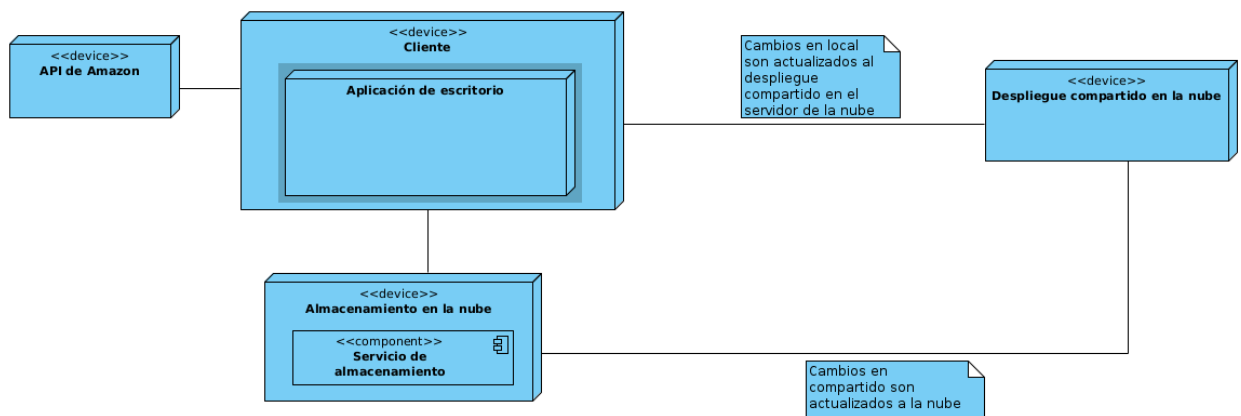 <<device>>
API de Amazon
<<device>>
Cliente
Aplicación de escritorio
Cambios en local
son actualizados al
despliegue
compartido en el
servidor de la nube
<<device>>
Despliegue compartido en la nube
<<device>>
Almacenamiento en la nube
<<component>>
Servicio de
almacenamiento
Cambios en
compartido son
actualizados a la nube